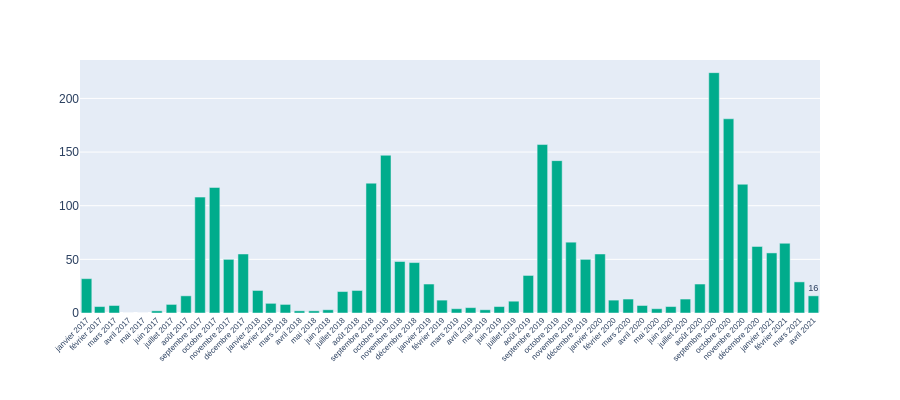 200
150
100
50
0
16
janvier 2017
février 2017
mars 2017
avril 2017
mai 2017
juin 2017
juillet 2017
août 2017
septembre 2017
octobre 2017
novembre 2017
décembre 2017
janvier 2018
février 2018
mars 2018
avril 2018
mai 2018
juin 2018
juillet 2018
août 2018
septembre 2018
octobre 2018
novembre 2018
décembre 2018
janvier 2019
février 2019
mars 2019
avril 2019
mai 2019
juin 2019
juillet 2019
août 2019
septembre 2019
octobre 2019
novembre 2019
décembre 2019
janvier 2020
février 2020
mars 2020
avril 2020
mai 2020
juin 2020
juillet 2020
août 2020
septembre 2020
octobre 2020
novembre 2020
décembre 2020
janvier 2021
février 2021
mars 2021
avril 2021